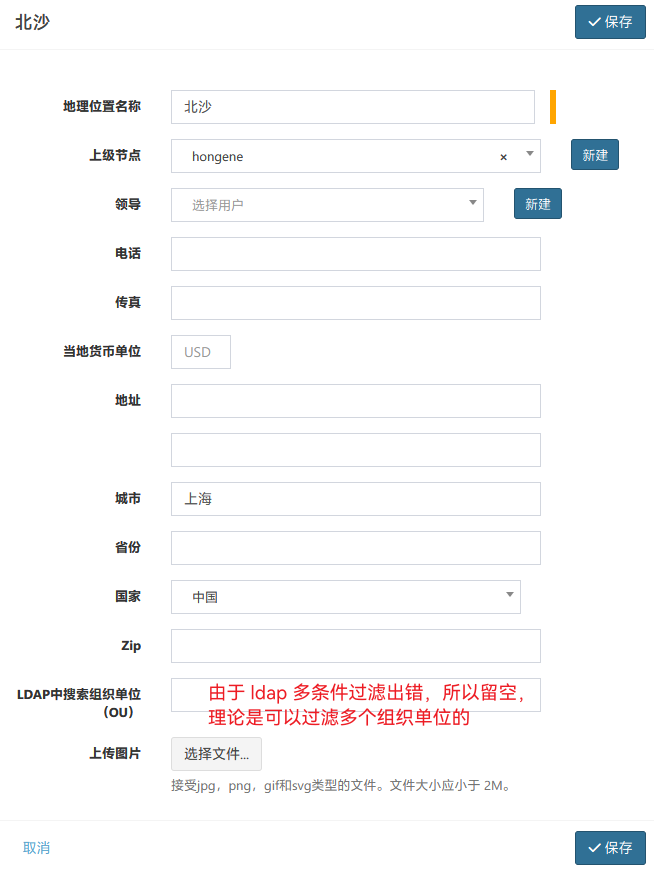 北沙
保存
地理位置名称
北沙
上级节点
hongene
×
新建
领导
选择用户
新建
电话
传真
当地货币单位
USD
地址
城市
上海
省份
国家
中国
Zip
LDAP中搜索组织单位
（OU）
由于 ldap 多条件过滤出错，所以留空，
理论是可以过滤多个组织单位的
上传图片
选择文件...
接受jpg，png，gif和svg类型的文件。文件大小应小于 2M。
取消
保存